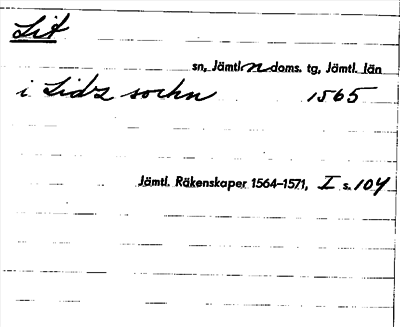 Lit
sn, Jämtl. n doms. tg, Jämtl. län
i Lidz sochn 1565
Jämtl. Räkenskaper 1564-1571, I s. 104